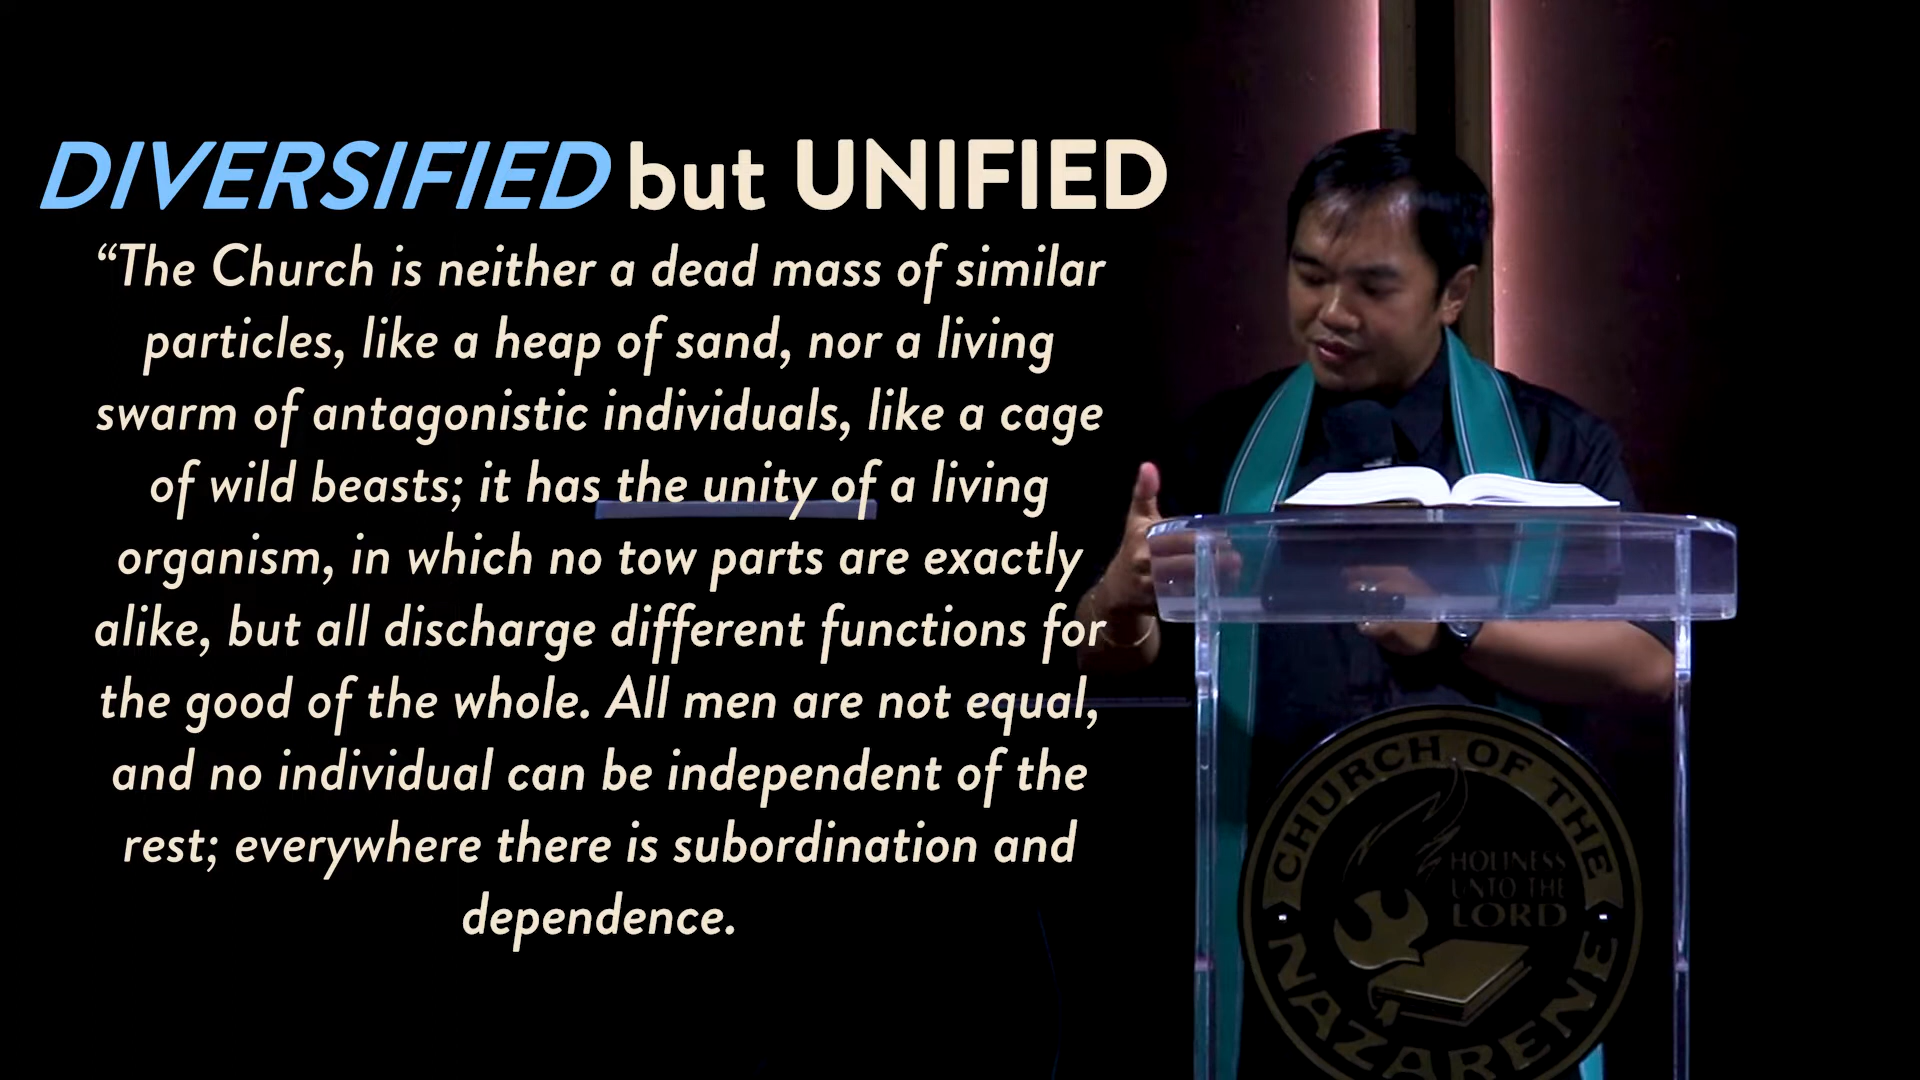 DIVERSIFIED but UNIFIED
“The Church is neither a dead mass of similar
particles, like a heap of sand, nor a living
swarm of antagonistic individuals, like a cage
of wild beasts; it has the unity of a living
organism, in which no tow parts are exactly
alike, but all discharge different functions for
the good of the whole. All men are not equal,
and no individual can be independent of the
rest; everywhere there is subordination and
dependence.
CHURCH OF THE
HOLINESS
UNTO THE
LORD
NAZARENE